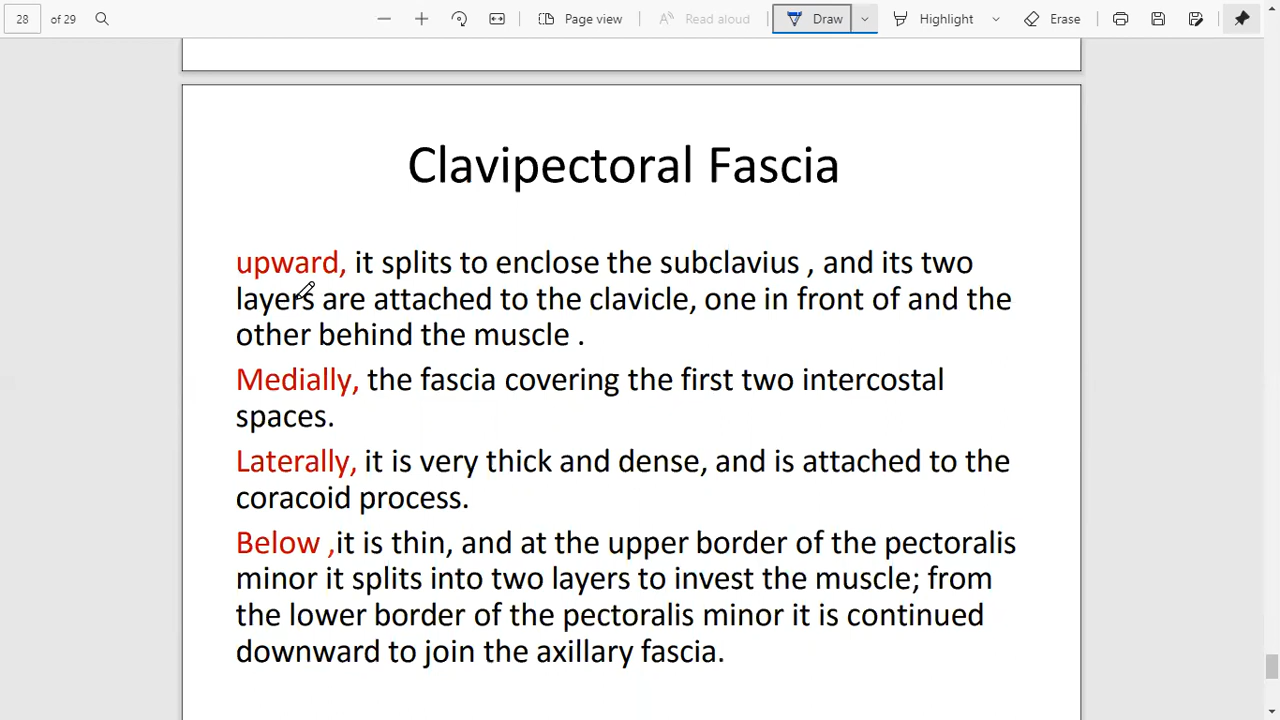 28 of 29 Page view Read aloud Draw Highlight Erase
Clavipectoral Fascia
upward, it splits to enclose the subclavius , and its two
layers are attached to the clavicle, one in front of and the
other behind the muscle .
Medially, the fascia covering the first two intercostal
spaces.
Laterally, it is very thick and dense, and is attached to the
coracoid process.
Below ,it is thin, and at the upper border of the pectoralis
minor it splits into two layers to invest the muscle; from
the lower border of the pectoralis minor it is continued
downward to join the axillary fascia.